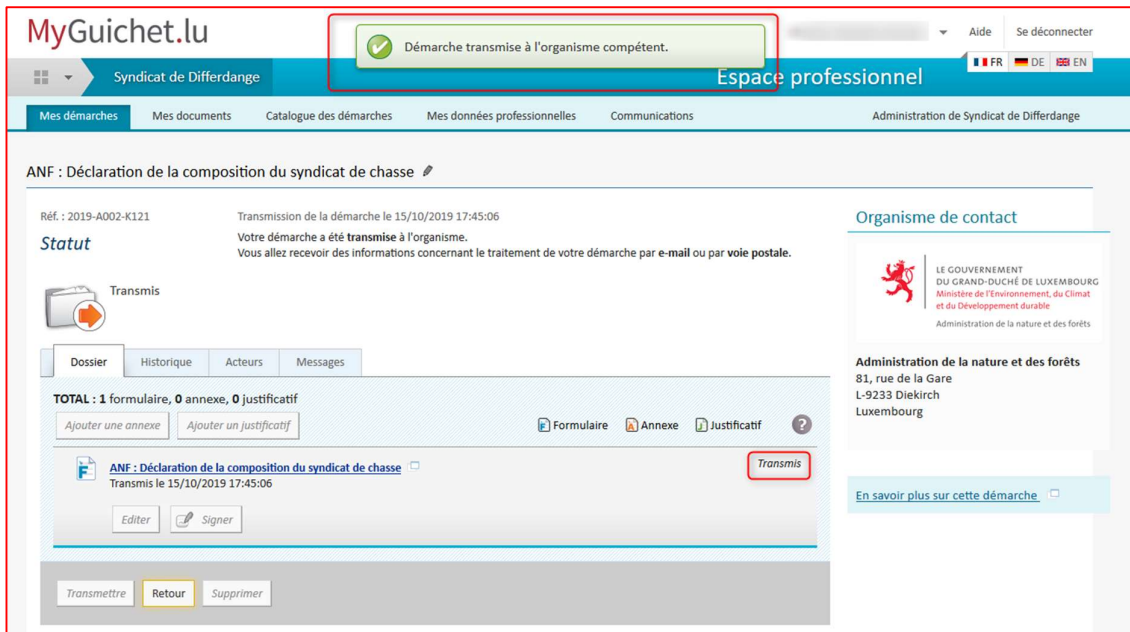 MyGuichet.lu
Démarche transmise à l'organisme compétent.
Aide
Se déconnecter
FR DE EN
Syndicat de Differdange
Espace professionnel
Mes démarches
Mes documents
Catalogue des démarches
Mes données professionnelles
Communications
Administration de Syndicat de Differdange
ANF : Déclaration de la composition du syndicat de chasse
Réf. : 2019-A002-K121
Transmission de la démarche le 15/10/2019 17:45:06
Statut
Votre démarche a été transmise à l'organisme.
Vous allez recevoir des informations concernant le traitement de votre démarche par e-mail ou par voie postale.
Transmis
Dossier
Historique
Acteurs
Messages
TOTAL : 1 formulaire, 0 annexe, 0 justificatif
Ajouter une annexe
Ajouter un justificatif
F Formulaire
A Annexe
J Justificatif
?
F
ANF : Déclaration de la composition du syndicat de chasse
Transmis
Transmis le 15/10/2019 17:45:06
Editer
Signer
Transmettre
Retour
Supprimer
Organisme de contact
LE GOUVERNEMENT
DU GRAND-DUCHÉ DE LUXEMBOURG
Ministère de l'Environnement, du Climat
et du Développement durable
Administration de la nature et des forêts
Administration de la nature et des forêts
81, rue de la Gare
L-9233 Diekirch
Luxembourg
En savoir plus sur cette démarche